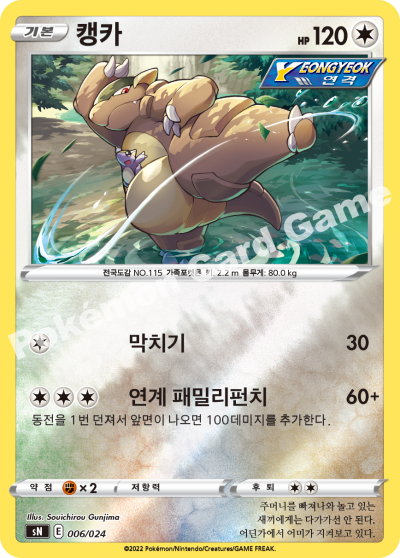 기본 캥카 HP 120
YEONGYEOK
연격
전국도감 NO.115 가족포켓몬 키: 2.2 m 몸무게: 80.0 kg
Pokémon Card Game
막치기 30
연계 패밀리펀치 60+
동전을 1번 던져서 앞면이 나오면 100데미지를 추가한다.
약점 ×2 저항력 후퇴
Illus. Souichirou Gunjima
주머니를 빠져나와 놀고 있는
새끼에게는 다가가선 안 된다.
어딘가에서 어미가 지켜보고 있다.
sN E 006/024
©2022 Pokémon/Nintendo/Creatures/GAME FREAK.